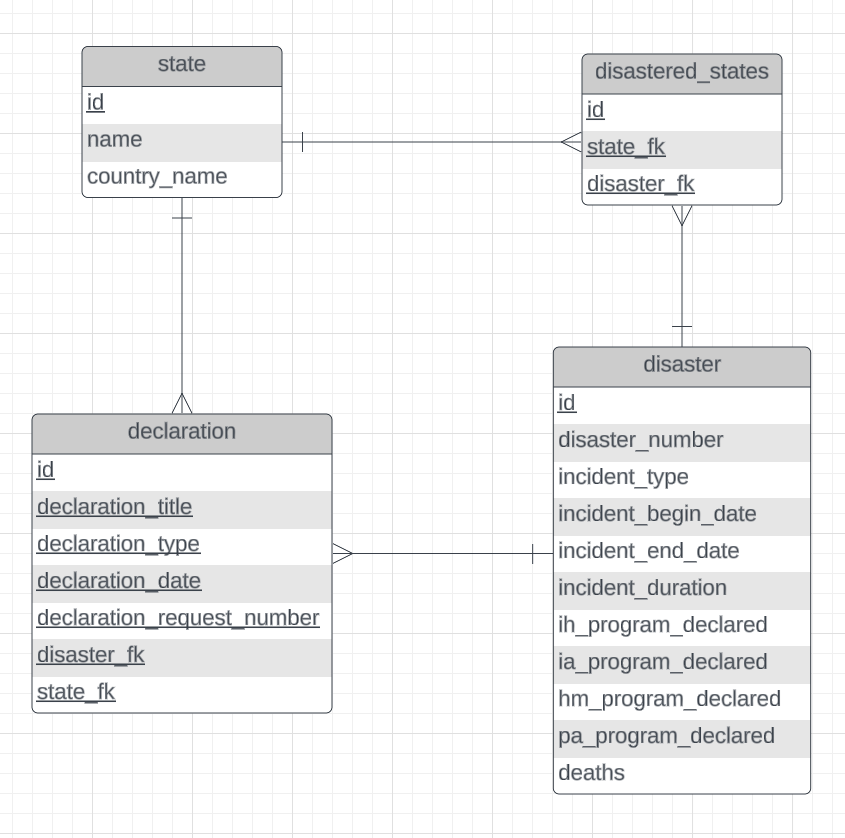 state
id
name
country_name
disastered_states
id
state_fk
disaster_fk
declaration
id
declaration_title
declaration_type
declaration_date
declaration_request_number
disaster_fk
state_fk
disaster
id
disaster_number
incident_type
incident_begin_date
incident_end_date
incident_duration
ih_program_declared
ia_program_declared
hm_program_declared
pa_program_declared
deaths